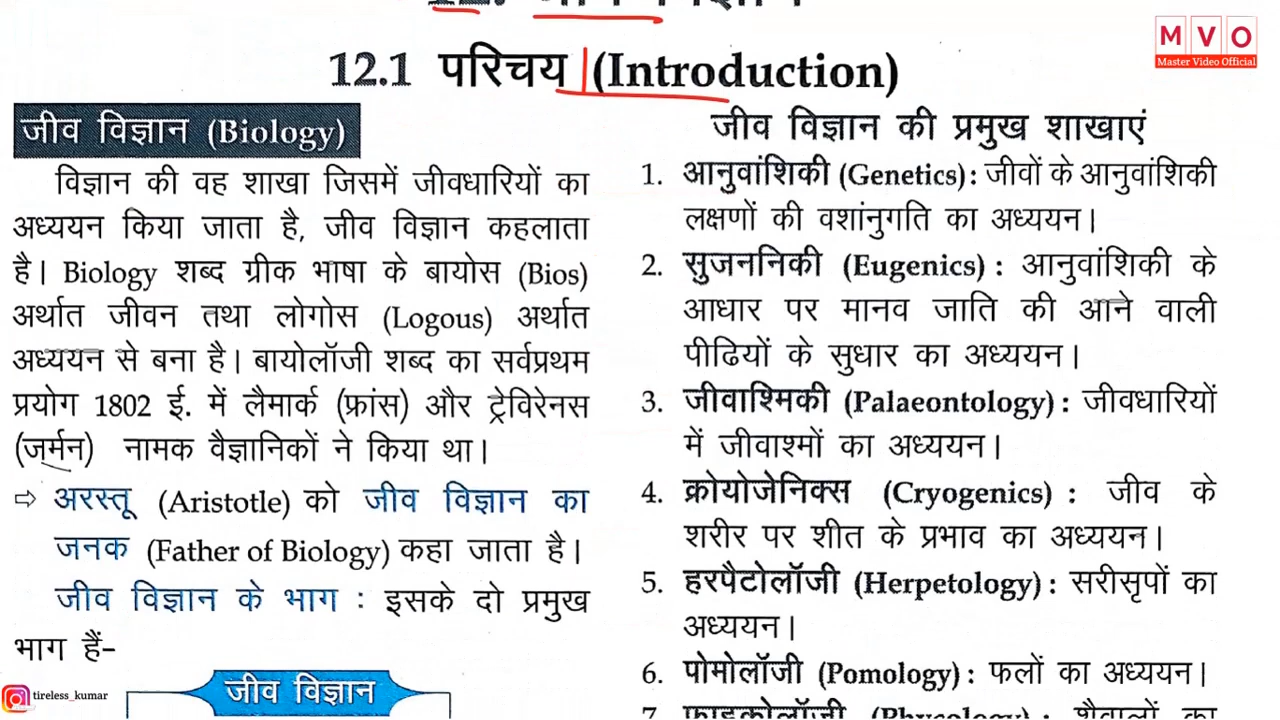 12. जीव विज्ञान
12.1 परिचय (Introduction)
M V O
Master Video Official
जीव विज्ञान (Biology)
विज्ञान की वह शाखा जिसमें जीवधारियों का
अध्ययन किया जाता है, जीव विज्ञान कहलाता
है। Biology शब्द ग्रीक भाषा के बायोस (Bios)
अर्थात जीवन तथा लोगोस (Logous) अर्थात
अध्ययन से बना है। बायोलॉजी शब्द का सर्वप्रथम
प्रयोग 1802 ई. में लैमार्क (फ्रांस) और ट्रेविरेनस
(जर्मन) नामक वैज्ञानिकों ने किया था।
⇨ अरस्तू (Aristotle) को जीव विज्ञान का
जनक (Father of Biology) कहा जाता है।
जीव विज्ञान के भाग : इसके दो प्रमुख
भाग हैं-
जीव विज्ञान
tireless_kumar
जीव विज्ञान की प्रमुख शाखाएं
1. आनुवांशिकी (Genetics) : जीवों के आनुवांशिकी
लक्षणों की वशांनुगति का अध्ययन।
2. सुजननिकी (Eugenics) : आनुवांशिकी के
आधार पर मानव जाति की आने वाली
पीढियों के सुधार का अध्ययन।
3. जीवाश्मिकी (Palaeontology) : जीवधारियों
में जीवाश्मों का अध्ययन।
4. क्रोयोजेनिक्स (Cryogenics) : जीव के
शरीर पर शीत के प्रभाव का अध्ययन।
5. हरपैटोलॉजी (Herpetology) : सरीसृपों का
अध्ययन।
6. पोमोलॉजी (Pomology) : फलों का अध्ययन।
7. फाइकोलॉजी (Phycology) : शैवालों का